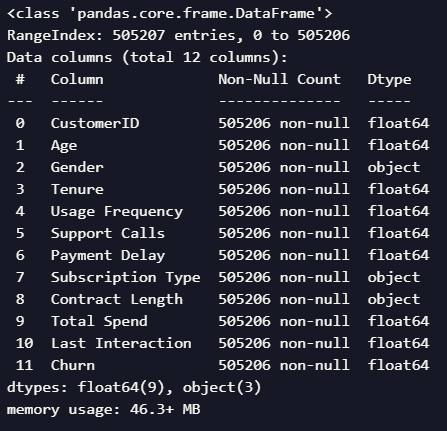 <class 'pandas.core.frame.DataFrame'>
RangeIndex: 505207 entries, 0 to 505206
Data columns (total 12 columns):
 #   Column             Non-Null Count   Dtype
---  ------             --------------   -----
 0   CustomerID         505206 non-null  float64
 1   Age                505206 non-null  float64
 2   Gender             505206 non-null  object
 3   Tenure             505206 non-null  float64
 4   Usage Frequency    505206 non-null  float64
 5   Support Calls      505206 non-null  float64
 6   Payment Delay      505206 non-null  float64
 7   Subscription Type  505206 non-null  object
 8   Contract Length    505206 non-null  object
 9   Total Spend        505206 non-null  float64
 10  Last Interaction   505206 non-null  float64
 11  Churn              505206 non-null  float64
dtypes: float64(9), object(3)
memory usage: 46.3+ MB